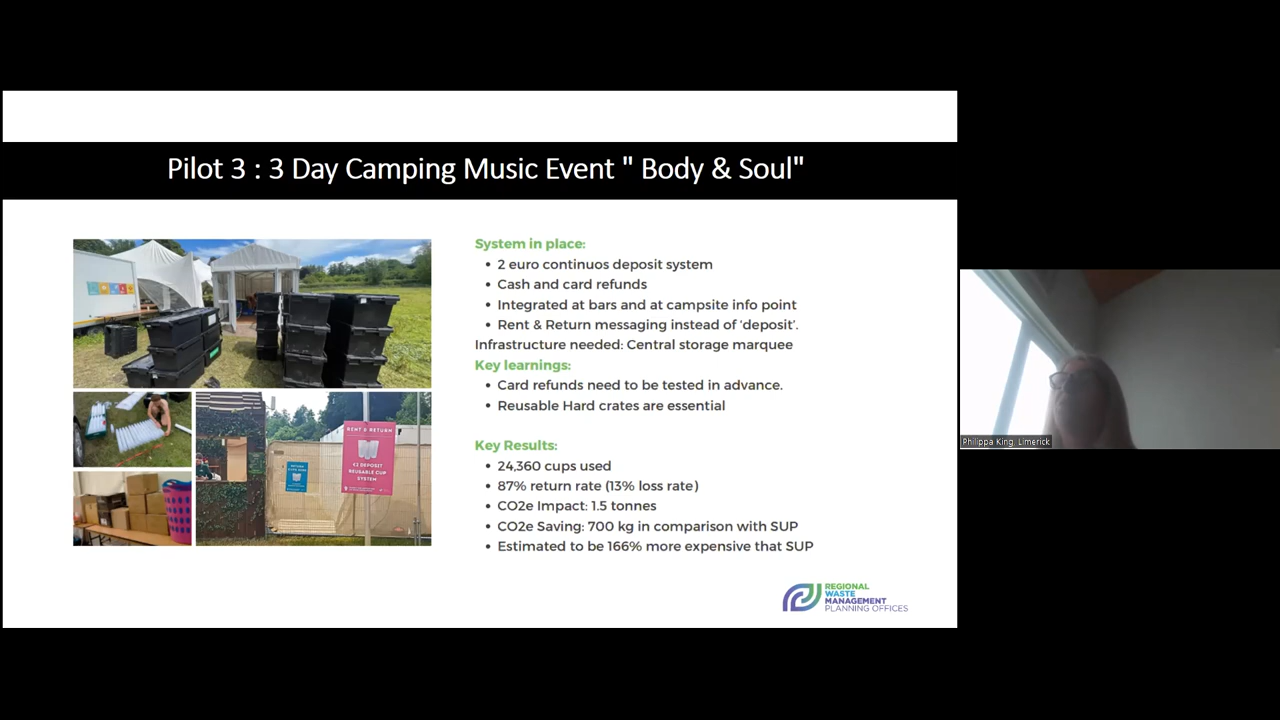 Pilot 3 : 3 Day Camping Music Event " Body & Soul"
System in place:
• 2 euro continuos deposit system
• Cash and card refunds
• Integrated at bars and at campsite info point
• Rent & Return messaging instead of ‘deposit’.
Infrastructure needed: Central storage marquee
Key learnings:
• Card refunds need to be tested in advance.
• Reusable Hard crates are essential
Key Results:
• 24,360 cups used
• 87% return rate (13% loss rate)
• CO2e Impact: 1.5 tonnes
• CO2e Saving: 700 kg in comparison with SUP
• Estimated to be 166% more expensive that SUP
RENT & RETURN
€2 DEPOSIT
REUSABLE CUP
SYSTEM
REGIONAL
WASTE
MANAGEMENT
PLANNING OFFICES
Philippa King, Limerick